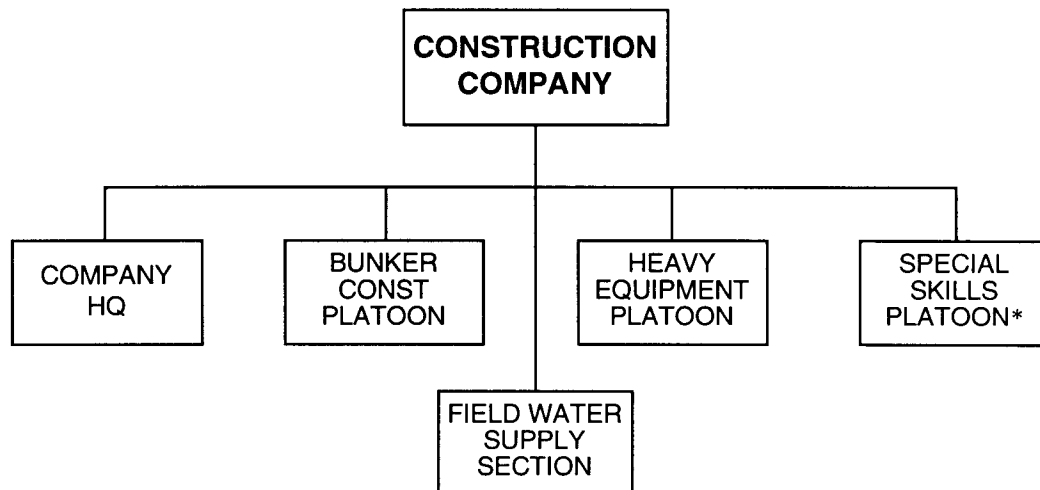 CONSTRUCTION
COMPANY
COMPANY
HQ
BUNKER
CONST
PLATOON
HEAVY
EQUIPMENT
PLATOON
SPECIAL
SKILLS
PLATOON*
FIELD WATER
SUPPLY
SECTION